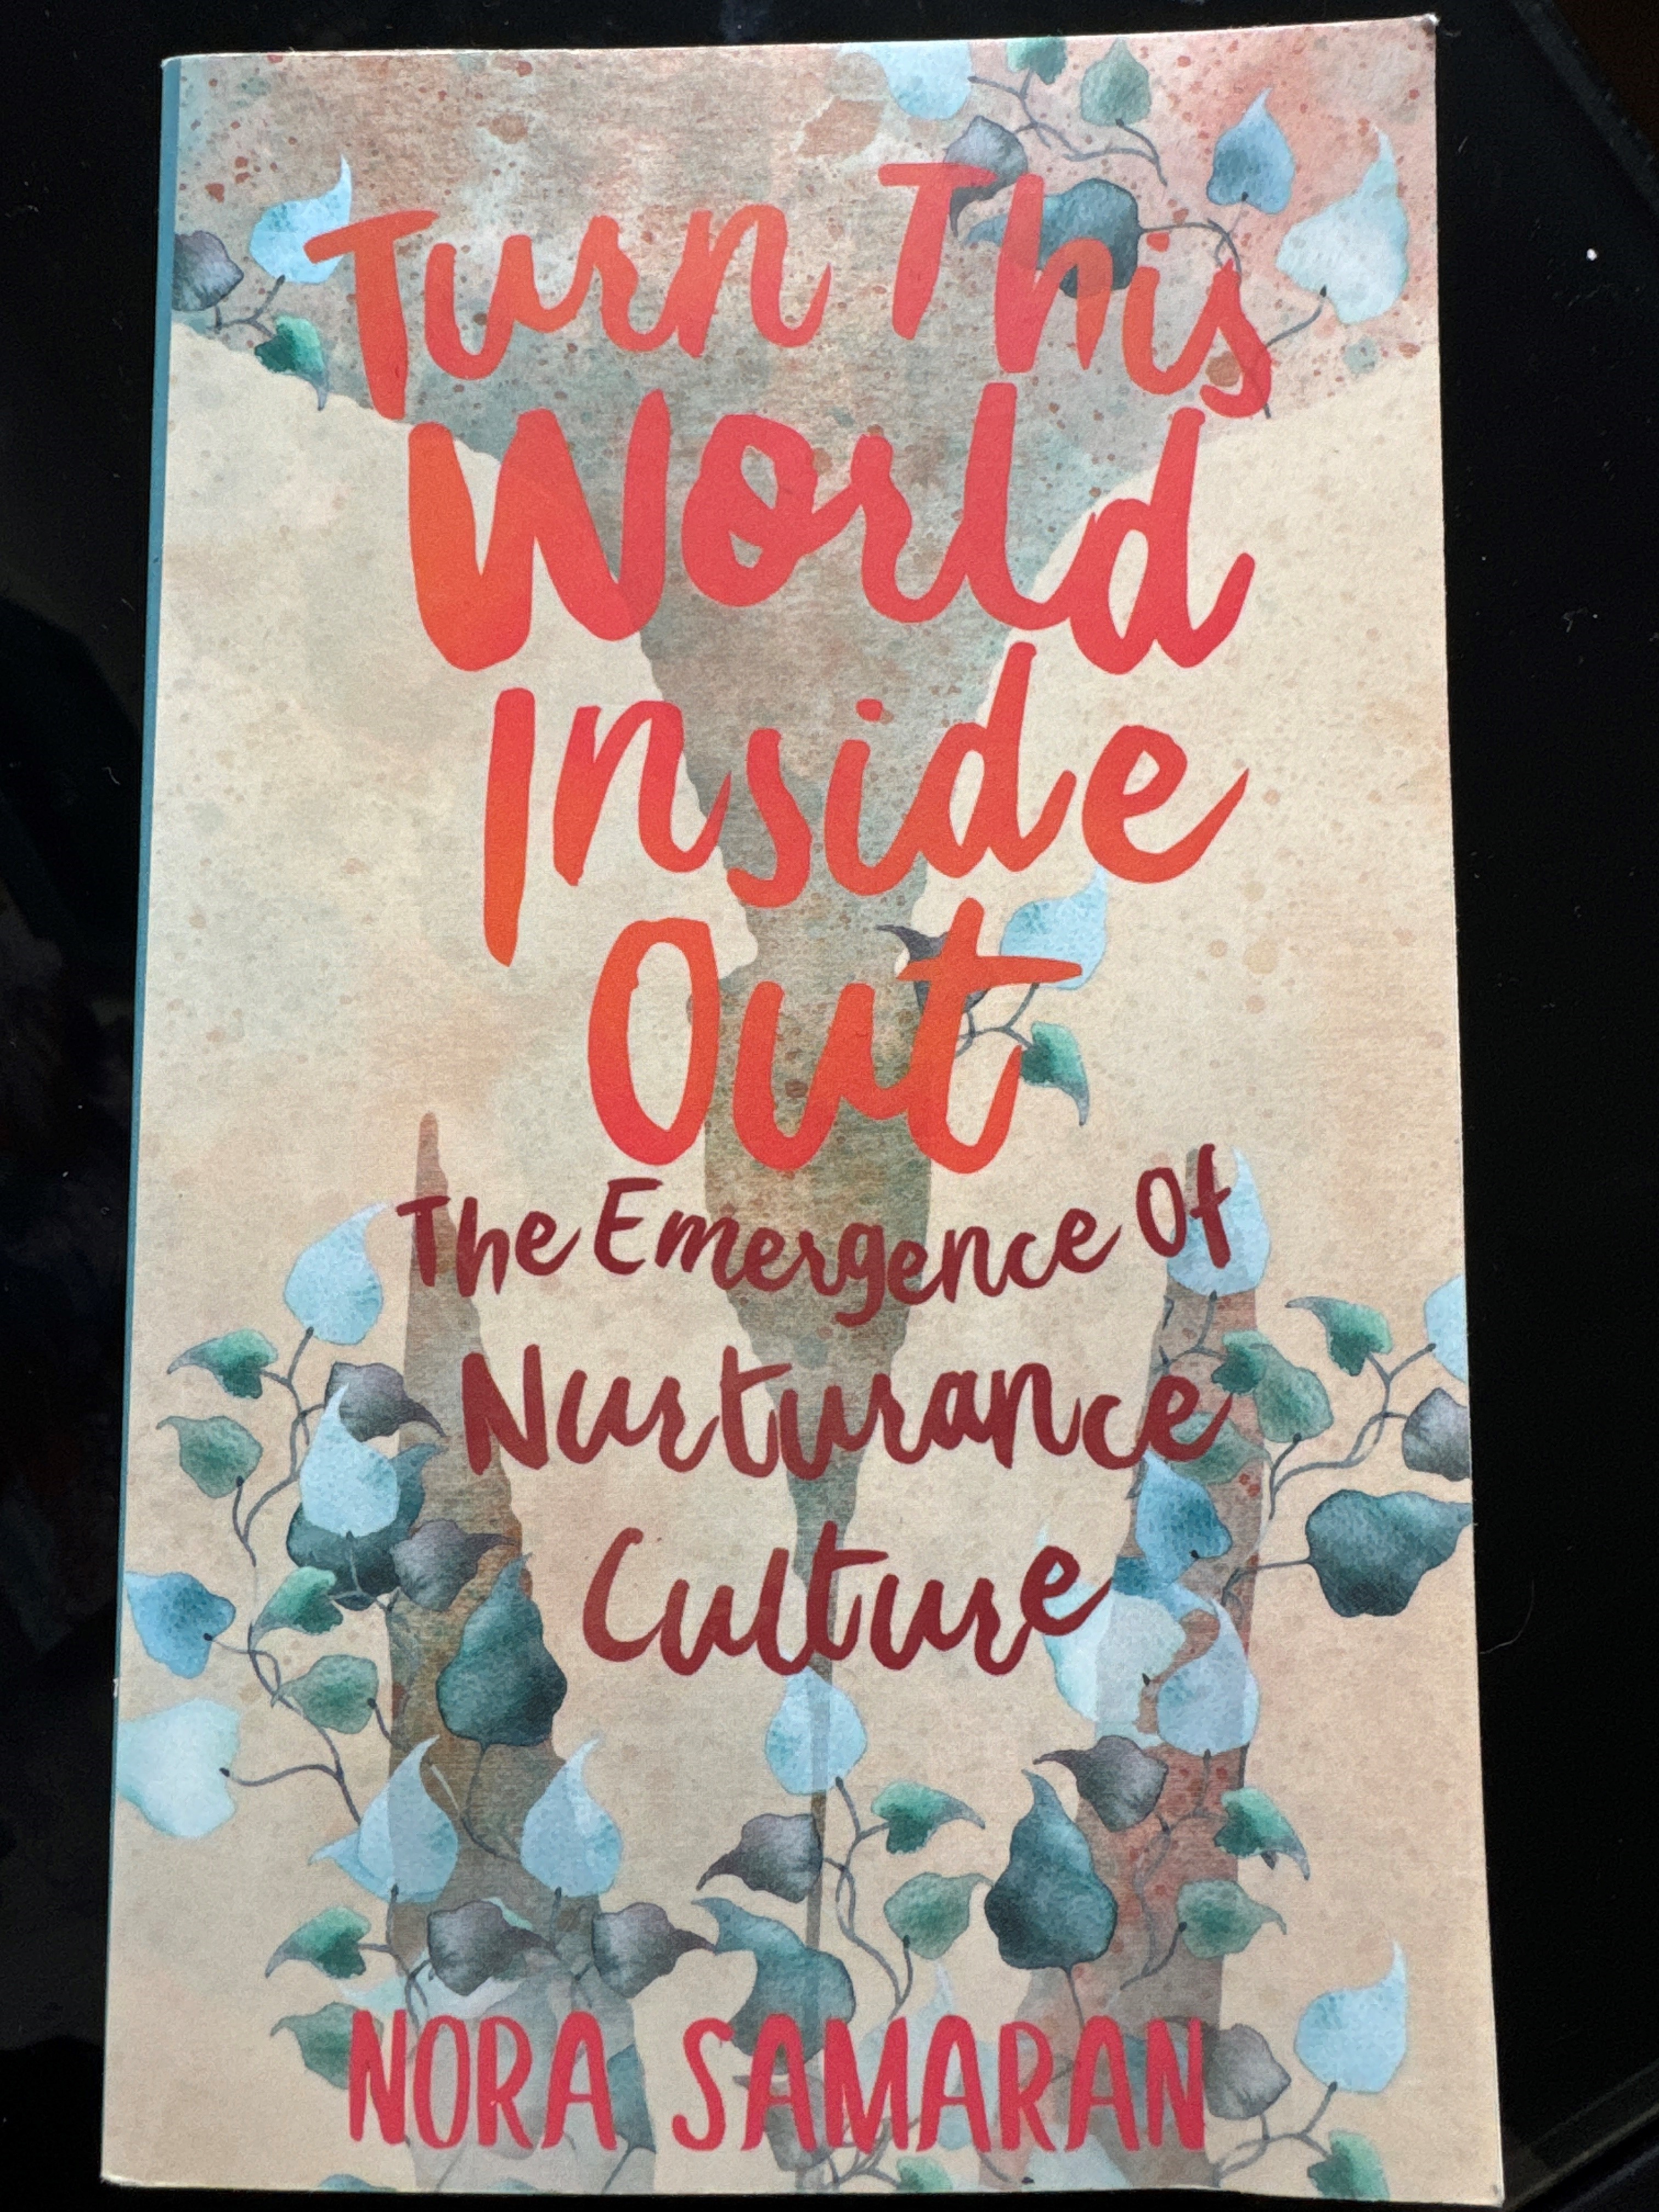 Turn This
World
Inside
Out
The Emergence Of
Nurturance
Culture
NORA SAMARAN